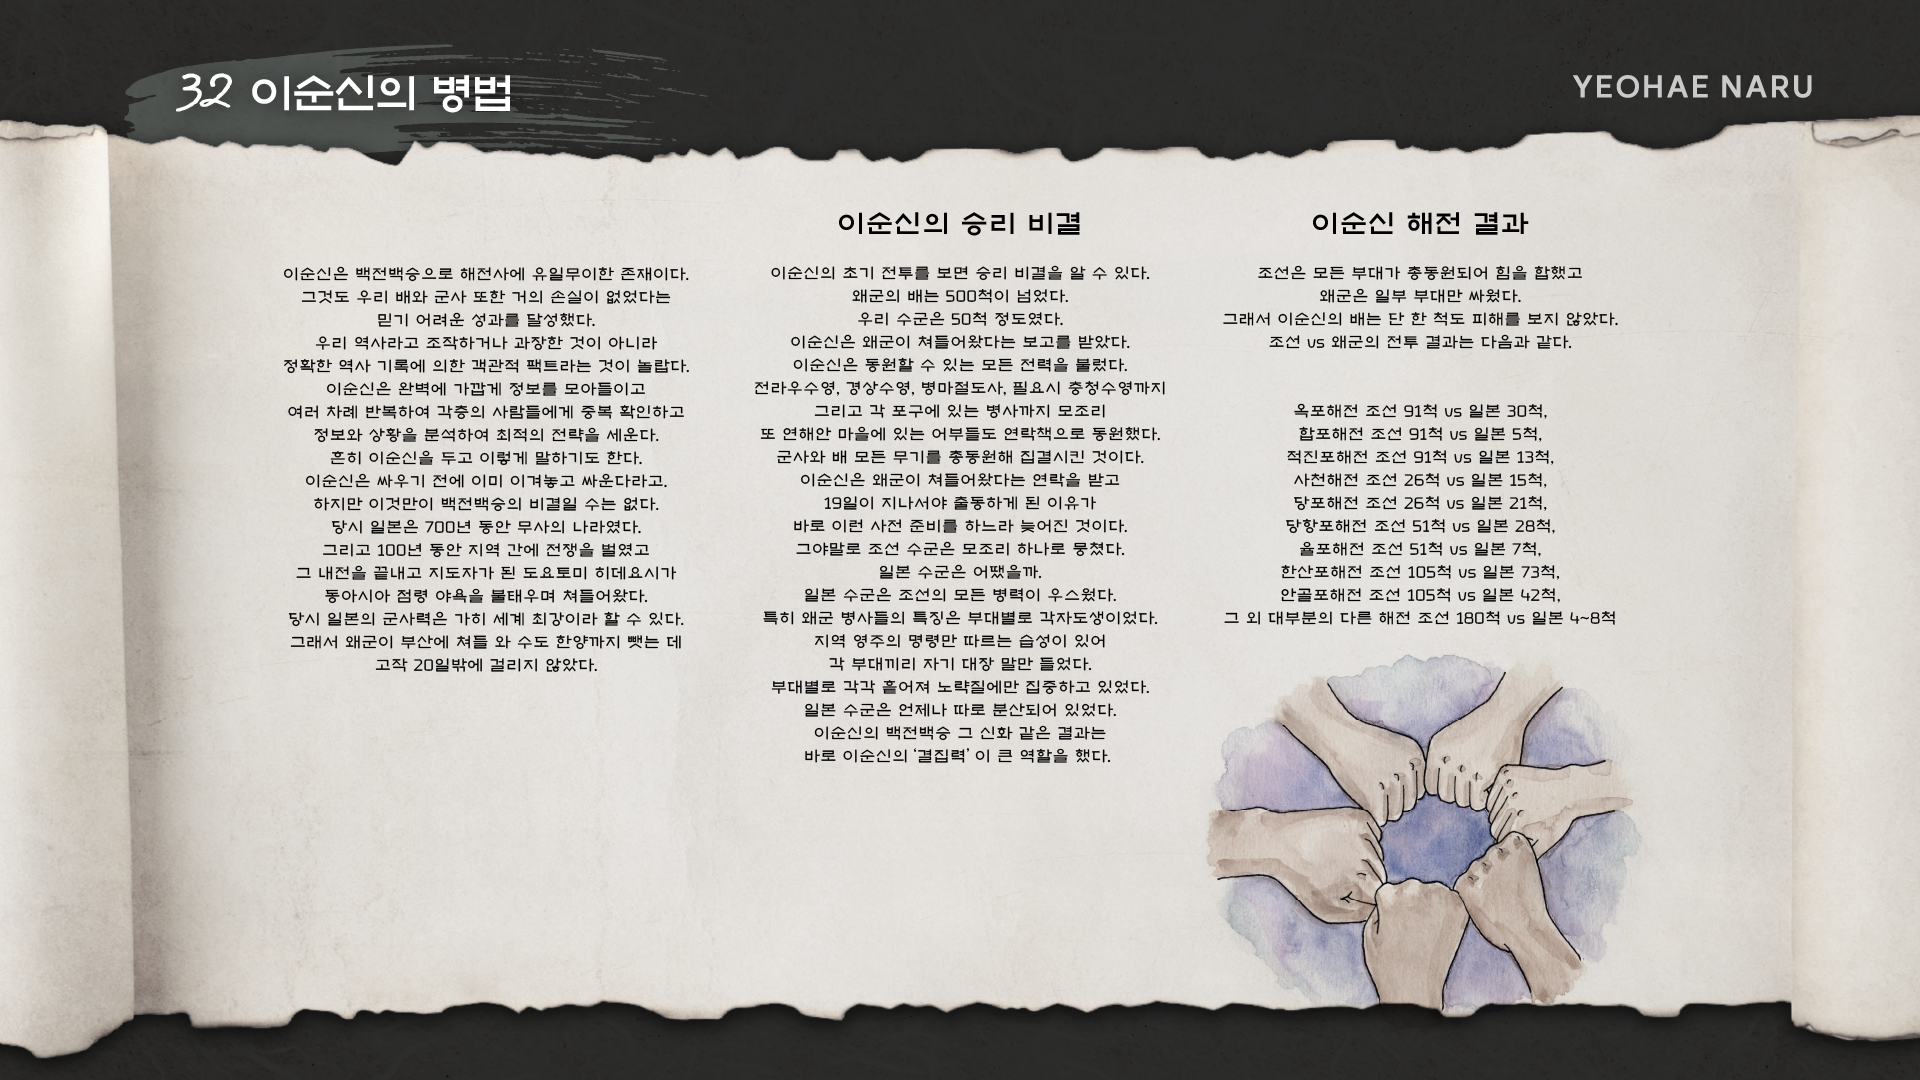 32 이순신의 병법
YEOHAE NARU
이순신은 백전백승으로 해전사에 유일무이한 존재이다.
그것도 우리 배와 군사 또한 거의 손실이 없었다는
믿기 어려운 성과를 달성했다.
우리 역사라고 조작하거나 과장한 것이 아니라
정확한 역사 기록에 의한 객관적 팩트라는 것이 놀랍다.
이순신은 완벽에 가깝게 정보를 모아들이고
여러 차례 반복하여 각층의 사람들에게 중복 확인하고
정보와 상황을 분석하여 최적의 전략을 세운다.
흔히 이순신을 두고 이렇게 말하기도 한다.
이순신은 싸우기 전에 이미 이겨놓고 싸운다라고.
하지만 이것만이 백전백승의 비결일 수는 없다.
당시 일본은 700년 동안 무사의 나라였다.
그리고 100년 동안 지역 간에 전쟁을 벌였고
그 내전을 끝내고 지도자가 된 도요토미 히데요시가
동아시아 점령 야욕을 불태우며 쳐들어왔다.
당시 일본의 군사력은 가히 세계 최강이라 할 수 있다.
그래서 왜군이 부산에 쳐들 와 수도 한양까지 뺏는 데
고작 20일밖에 걸리지 않았다.
이순신의 승리 비결
이순신의 초기 전투를 보면 승리 비결을 알 수 있다.
왜군의 배는 500척이 넘었다.
우리 수군은 50척 정도였다.
이순신은 왜군이 쳐들어왔다는 보고를 받았다.
이순신은 동원할 수 있는 모든 전력을 불렀다.
전라우수영, 경상수영, 병마절도사, 필요시 충청수영까지
그리고 각 포구에 있는 병사까지 모조리
또 연해안 마을에 있는 어부들도 연락책으로 동원했다.
군사와 배 모든 무기를 총동원해 집결시킨 것이다.
이순신은 왜군이 쳐들어왔다는 연락을 받고
19일이 지나서야 출동하게 된 이유가
바로 이런 사전 준비를 하느라 늦어진 것이다.
그야말로 조선 수군은 모조리 하나로 뭉쳤다.
일본 수군은 어땠을까.
일본 수군은 조선의 모든 병력이 우스웠다.
특히 왜군 병사들의 특징은 부대별로 각자도생이었다.
지역 영주의 명령만 따르는 습성이 있어
각 부대끼리 자기 대장 말만 들었다.
부대별로 각각 흩어져 노략질에만 집중하고 있었다.
일본 수군은 언제나 따로 분산되어 있었다.
이순신의 백전백승 그 신화 같은 결과는
바로 이순신의 ‘결집력’ 이 큰 역할을 했다.
이순신 해전 결과
조선은 모든 부대가 총동원되어 힘을 합했고
왜군은 일부 부대만 싸웠다.
그래서 이순신의 배는 단 한 척도 피해를 보지 않았다.
조선 vs 왜군의 전투 결과는 다음과 같다.
옥포해전 조선 91척 vs 일본 30척,
합포해전 조선 91척 vs 일본 5척,
적진포해전 조선 91척 vs 일본 13척,
사천해전 조선 26척 vs 일본 15척,
당포해전 조선 26척 vs 일본 21척,
당항포해전 조선 51척 vs 일본 28척,
율포해전 조선 51척 vs 일본 7척,
한산포해전 조선 105척 vs 일본 73척,
안골포해전 조선 105척 vs 일본 42척,
그 외 대부분의 다른 해전 조선 180척 vs 일본 4~8척